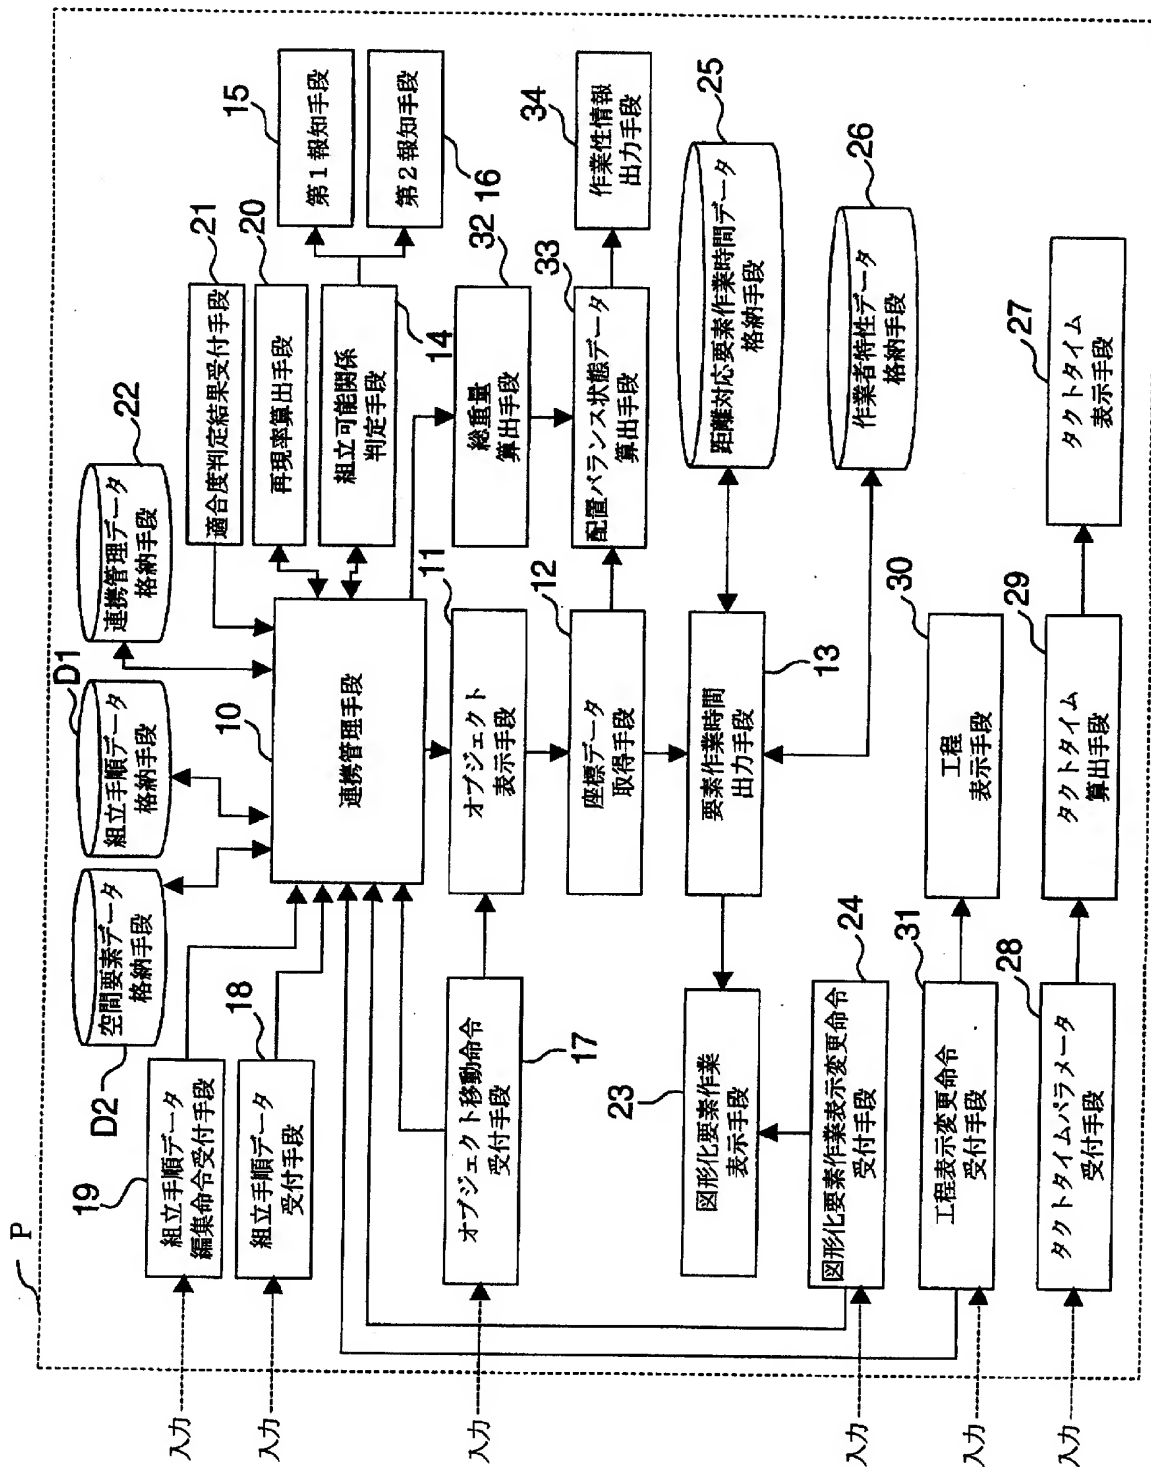 P
入力
19
組立手順データ
編集命令受付手段
入力
18
組立手順データ
受付手段
D2
空間要素データ
格納手段
D1
組立手順データ
格納手段
22
連携管理データ
格納手段
21
適合度判定結果受付手段
20
再現率算出手段
14
組立可能関係
判定手段
15
第1報知手段
16
第2報知手段
10
連携管理手段
32
総重量
算出手段
入力
17
オブジェクト移動命令
受付手段
11
オブジェクト
表示手段
12
座標データ
取得手段
33
配置バランス状態データ
算出手段
34
作業性情報
出力手段
23
図形化要素作業
表示手段
13
要素作業時間
出力手段
25
距離対応要素作業時間データ
格納手段
26
作業者特性データ
格納手段
入力
24
図形化要素作業表示変更命令
受付手段
入力
31
工程表示変更命令
受付手段
30
工程
表示手段
入力
28
タクトタイムパラメータ
受付手段
29
タクトタイム
算出手段
27
タクトタイム
表示手段